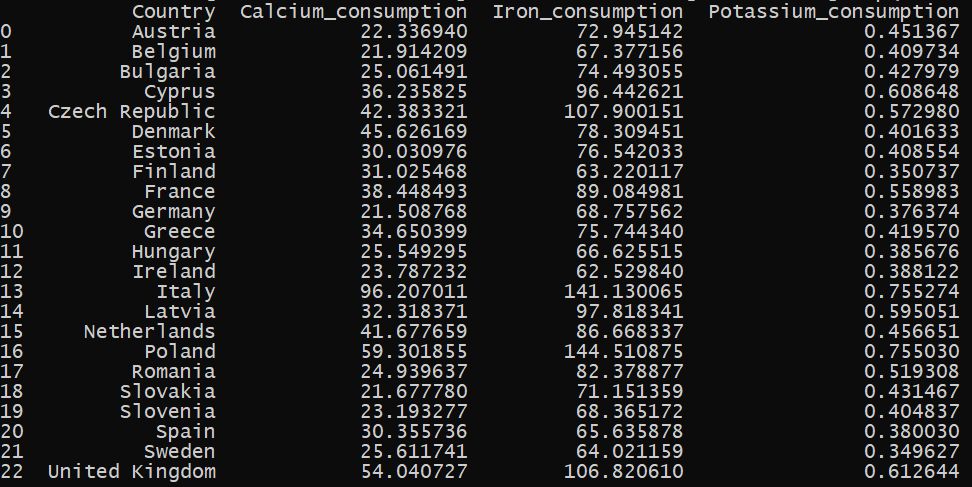 Country Calcium_consumption Iron_consumption Potassium_consumption
0 Austria 22.336940 72.945142 0.451367
1 Belgium 21.914209 67.377156 0.409734
2 Bulgaria 25.061491 74.493055 0.427979
3 Cyprus 36.235825 96.442621 0.608648
4 Czech Republic 42.383321 107.900151 0.572980
5 Denmark 45.626169 78.309451 0.401633
6 Estonia 30.030976 76.542033 0.408554
7 Finland 31.025468 63.220117 0.350737
8 France 38.448493 89.084981 0.558983
9 Germany 21.508768 68.757562 0.376374
10 Greece 34.650399 75.744340 0.419570
11 Hungary 25.549295 66.625515 0.385676
12 Ireland 23.787232 62.529840 0.388122
13 Italy 96.207011 141.130065 0.755274
14 Latvia 32.318371 97.818341 0.595051
15 Netherlands 41.677659 86.668337 0.456651
16 Poland 59.301855 144.510875 0.755030
17 Romania 24.939637 82.378877 0.519308
18 Slovakia 21.677780 71.151359 0.431467
19 Slovenia 23.193277 68.365172 0.404837
20 Spain 30.355736 65.635878 0.380030
21 Sweden 25.611741 64.021159 0.349627
22 United Kingdom 54.040727 106.820610 0.612644